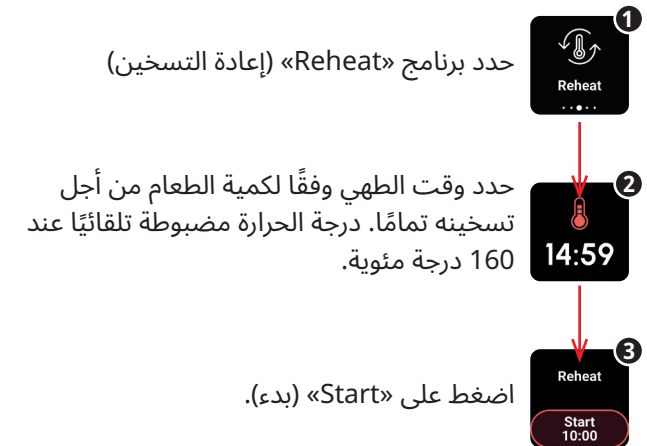 1
Reheat
حدد برنامج «Reheat» (إعادة التسخين)
2
14:59
حدد وقت الطهي وفقًا لكمية الطعام من أجل
تسخينه تمامًا. درجة الحرارة مضبوطة تلقائيًا عند
160 درجة مئوية.
3
Reheat
Start
10:00
اضغط على «Start» (بدء).